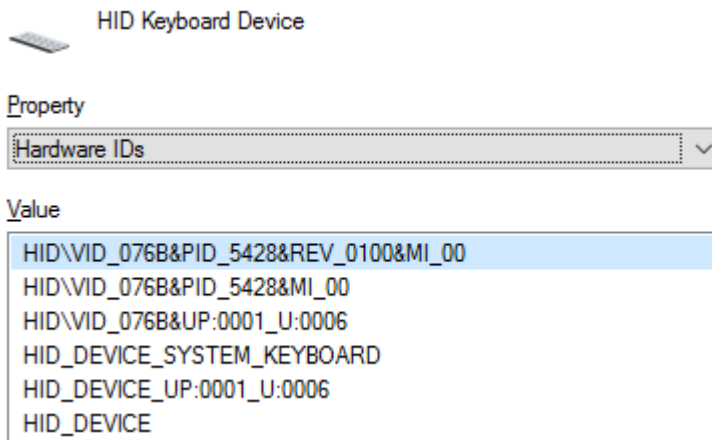 HID Keyboard Device
Property
Hardware IDs
Value
HID\VID_076B&PID_5428&REV_0100&MI_00
HID\VID_076B&PID_5428&MI_00
HID\VID_076B&UP:0001_U:0006
HID_DEVICE_SYSTEM_KEYBOARD
HID_DEVICE_UP:0001_U:0006
HID_DEVICE